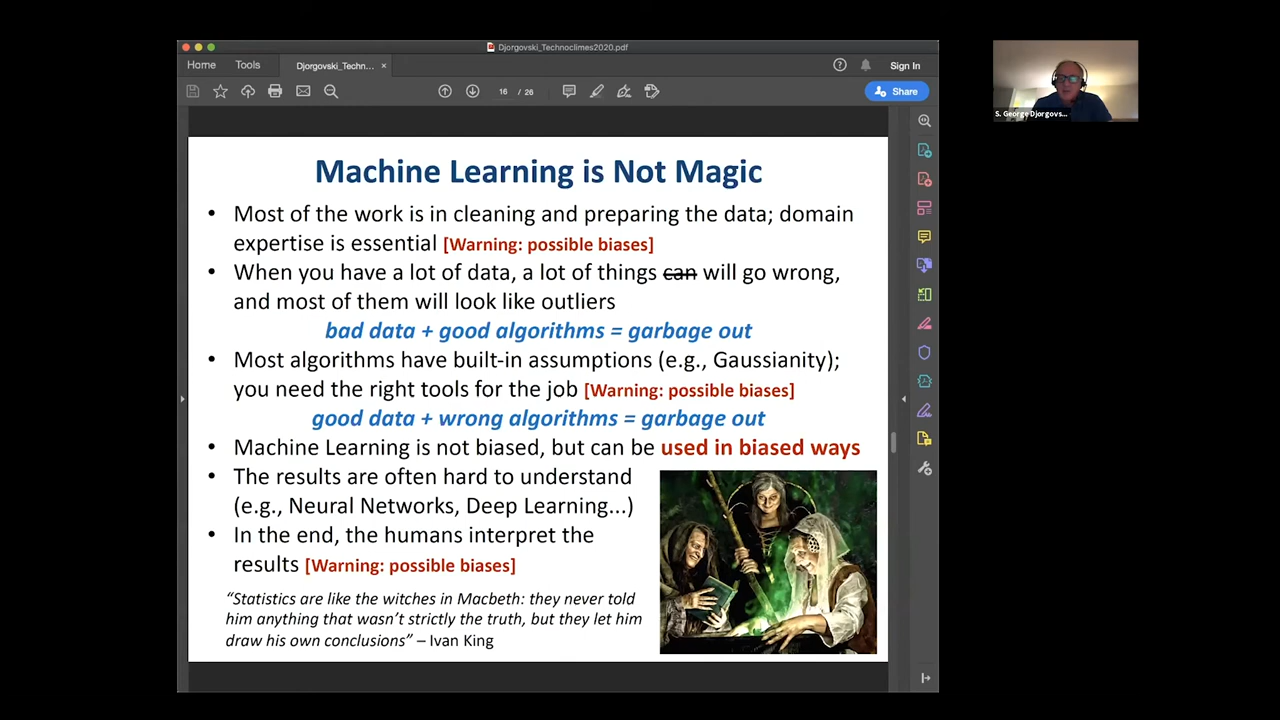 Djorgovski_Technoclimes2020.pdf
Home Tools Djorgovski_Techn... × Sign In
16 / 26 Share
S. George Djorgovs...
Machine Learning is Not Magic
• Most of the work is in cleaning and preparing the data; domain
expertise is essential [Warning: possible biases]
• When you have a lot of data, a lot of things can will go wrong,
and most of them will look like outliers
bad data + good algorithms = garbage out
• Most algorithms have built-in assumptions (e.g., Gaussianity);
you need the right tools for the job [Warning: possible biases]
good data + wrong algorithms = garbage out
• Machine Learning is not biased, but can be used in biased ways
• The results are often hard to understand
(e.g., Neural Networks, Deep Learning...)
• In the end, the humans interpret the
results [Warning: possible biases]
“Statistics are like the witches in Macbeth: they never told
him anything that wasn’t strictly the truth, but they let him
draw his own conclusions” – Ivan King